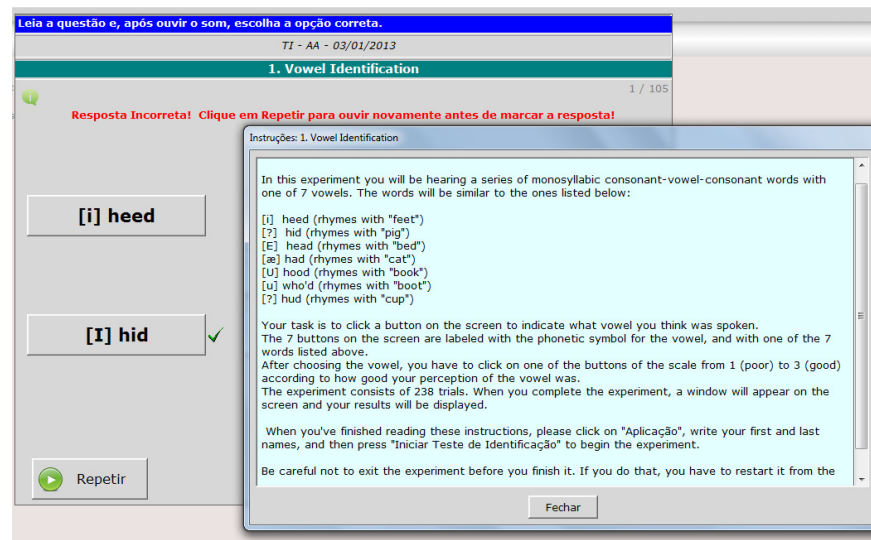 Leia a questão e, após ouvir o som, escolha a opção correta.
TI - AA - 03/01/2013
1. Vowel Identification
1 / 105
Resposta Incorreta! Clique em Repetir para ouvir novamente antes de marcar a resposta!
[i] heed
[I] hid
Repetir
Instruções: 1. Vowel Identification
In this experiment you will be hearing a series of monosyllabic consonant-vowel-consonant words with
one of 7 vowels. The words will be similar to the ones listed below:
[i] heed (rhymes with "feet")
[?] hid (rhymes with "pig")
[E] head (rhymes with "bed")
[æ] had (rhymes with "cat")
[U] hood (rhymes with "book")
[u] who'd (rhymes with "boot")
[?] hud (rhymes with "cup")
Your task is to click a button on the screen to indicate what vowel you think was spoken.
The 7 buttons on the screen are labeled with the phonetic symbol for the vowel, and with one of the 7
words listed above.
After choosing the vowel, you have to click on one of the buttons of the scale from 1 (poor) to 3 (good)
according to how good your perception of the vowel was.
The experiment consists of 238 trials. When you complete the experiment, a window will appear on the
screen and your results will be displayed.
When you've finished reading these instructions, please click on "Aplicação", write your first and last
names, and then press "Iniciar Teste de Identificação" to begin the experiment.
Be careful not to exit the experiment before you finish it. If you do that, you have to restart it from the
Fechar